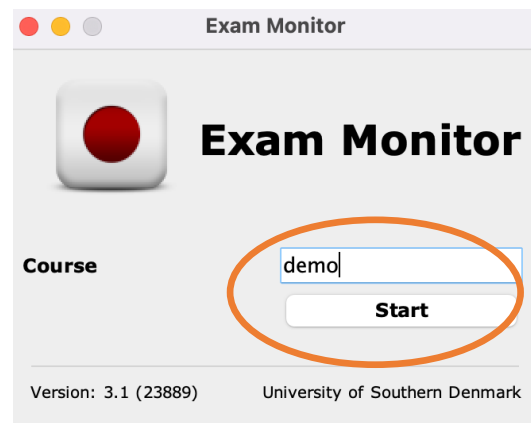 Exam Monitor
Exam Monitor
Course demo
Start
Version: 3.1 (23889) University of Southern Denmark